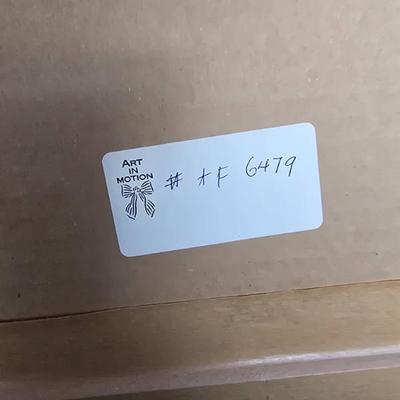 ART
IN
MOTION
# AF 6479